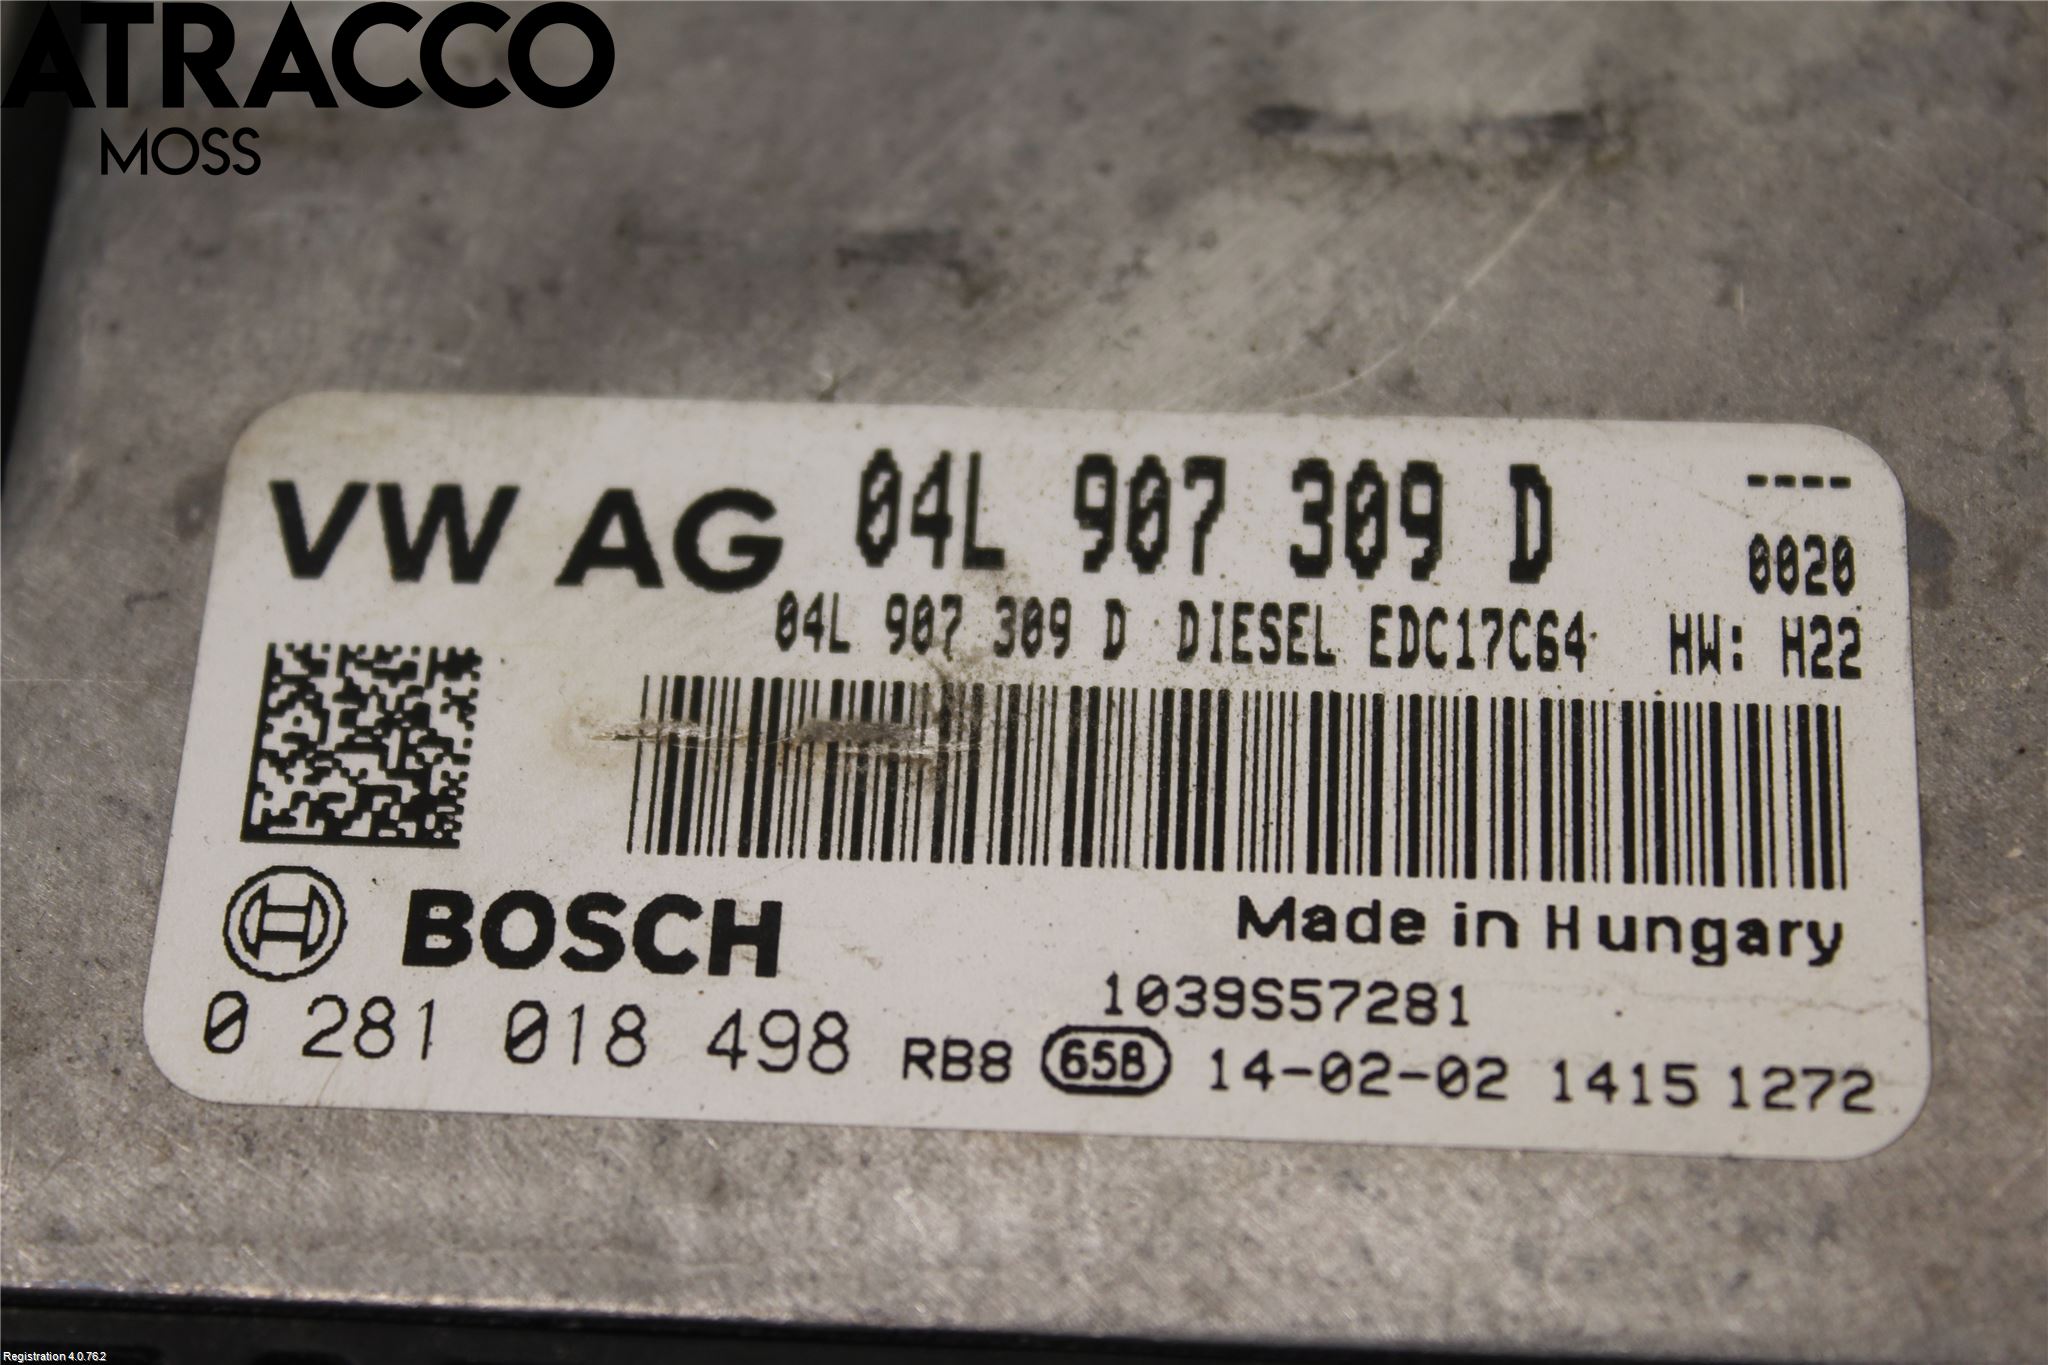 ATRACCO
MOSS
VW AG 04L 907 309 D ----
0020
04L 907 309 D DIESEL EDC17C64 HW: H22
BOSCH
Made in Hungary
1039S57281
0 281 018 498 RB8 65B 14-02-02 1415 1272
Registration 4.0.76.2